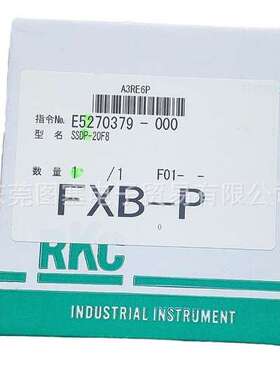 A3RE6P
指令No. E5270379-000
型 名 SSDP-20F8
数 量 1 /1 F01- -
FXB-P
0
RKC
INDUSTRIAL INSTRUMENT